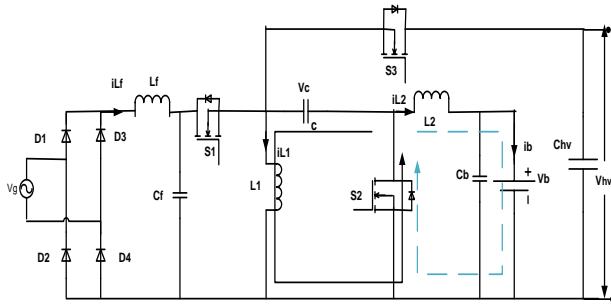 S3
iLf
Lf
Vc
iL2
D1
D3
S1
c
L2
Chv
iL1
ib
Vg
L1
Cf
S2
Cb
+
Vb
Vhv
D2
D4